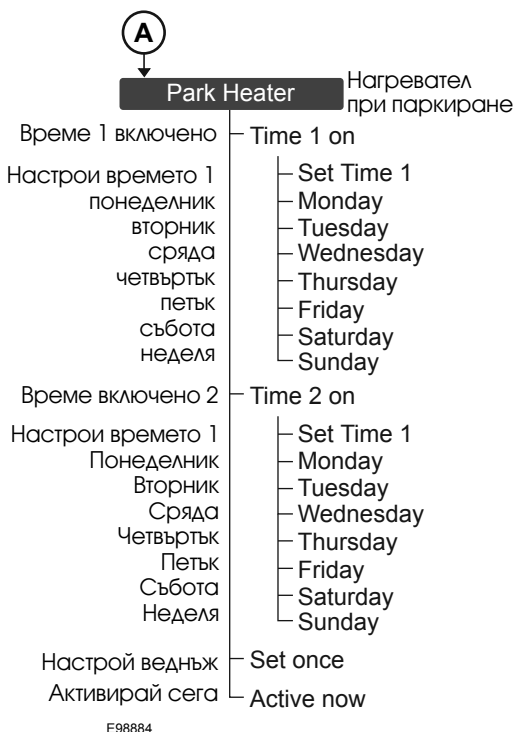 A
Park Heater Нагревател
при паркиране
Време 1 включено Time 1 on
Настрои времето 1 Set Time 1
понеделник Monday
вторник Tuesday
сряда Wednesday
четвъртък Thursday
петък Friday
събота Saturday
неделя Sunday
Време включено 2 Time 2 on
Настрои времето 1 Set Time 1
Понеделник Monday
Вторник Tuesday
Сряда Wednesday
Четвъртък Thursday
Петък Friday
Събота Saturday
Неделя Sunday
Настрой веднъж Set once
Активирай сега Active now
E98884